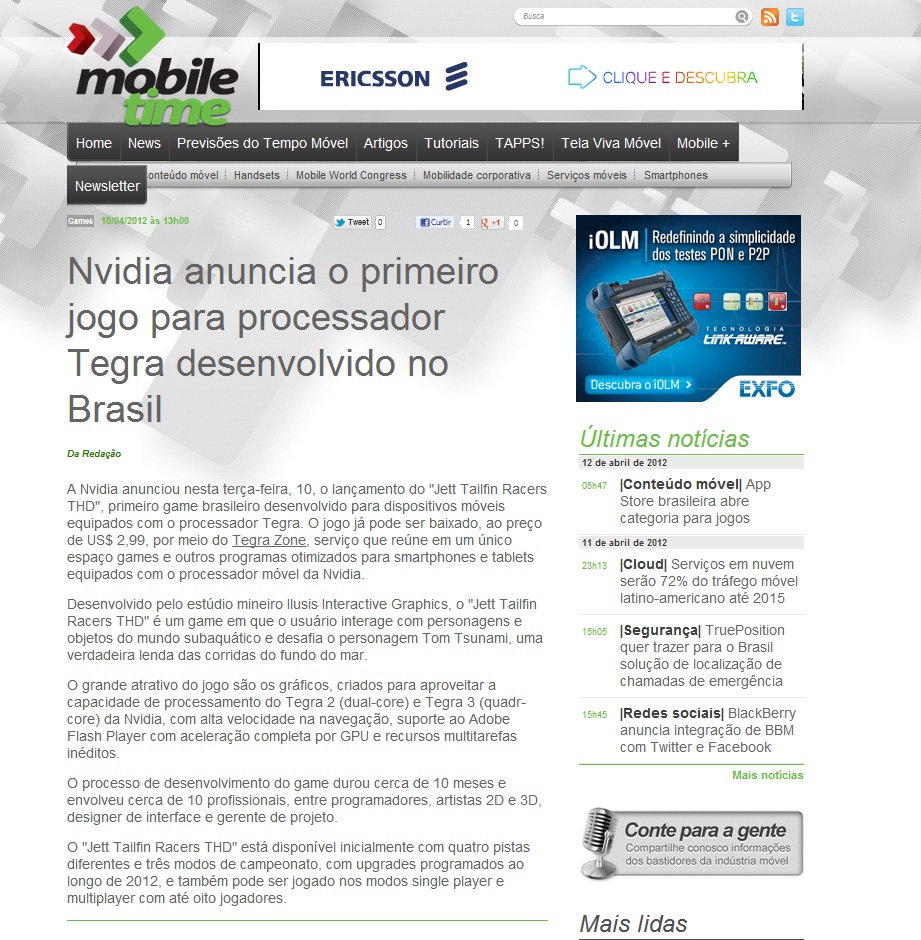 Busca
mobile
time
ERICSSON
CLIQUE E DESCUBRA
Home News Previsões do Tempo Móvel Artigos Tutoriais TAPPS! Tela Viva Móvel Mobile +
Newsletter
onteúdo móvel Handsets Mobile World Congress Mobilidade corporativa Serviços móveis Smartphones
Games 10/04/2012 às 13h00
Tweet 0
Curtir 1
+1 0
Nvidia anuncia o primeiro
jogo para processador
Tegra desenvolvido no
Brasil
Da Redação
A Nvidia anunciou nesta terça-feira, 10, o lançamento do "Jett Tailfin Racers
THD", primeiro game brasileiro desenvolvido para dispositivos móveis
equipados com o processador Tegra. O jogo já pode ser baixado, ao preço
de US$ 2,99, por meio do Tegra Zone, serviço que reúne em um único
espaço games e outros programas otimizados para smartphones e tablets
equipados com o processador móvel da Nvidia.
Desenvolvido pelo estúdio mineiro Ilusis Interactive Graphics, o "Jett Tailfin
Racers THD" é um game em que o usuário interage com personagens e
objetos do mundo subaquático e desafia o personagem Tom Tsunami, uma
verdadeira lenda das corridas do fundo do mar.
O grande atrativo do jogo são os gráficos, criados para aproveitar a
capacidade de processamento do Tegra 2 (dual-core) e Tegra 3 (quadr-
core) da Nvidia, com alta velocidade na navegação, suporte ao Adobe
Flash Player com aceleração completa por GPU e recursos multitarefas
inéditos.
O processo de desenvolvimento do game durou cerca de 10 meses e
envolveu cerca de 10 profissionais, entre programadores, artistas 2D e 3D,
designer de interface e gerente de projeto.
O "Jett Tailfin Racers THD" está disponível inicialmente com quatro pistas
diferentes e três modos de campeonato, com upgrades programados ao
longo de 2012, e também pode ser jogado nos modos single player e
multiplayer com até oito jogadores.
iOLM Redefinindo a simplicidade
dos testes PON e P2P
TECNOLOGIA
LINK AWARE™
Descubra o iOLM >
EXFO
Últimas notícias
12 de abril de 2012
05h47 |Conteúdo móvel| App
Store brasileira abre
categoria para jogos
11 de abril de 2012
23h13 |Cloud| Serviços em nuvem
serão 72% do tráfego móvel
latino-americano até 2015
15h05 |Segurança| TruePosition
quer trazer para o Brasil
solução de localização de
chamadas de emergência
15h45 |Redes sociais| BlackBerry
anuncia integração de BBM
com Twitter e Facebook
Mais notícias
Conte para a gente
Compartilhe conosco informações
dos bastidores da indústria móvel
Mais lidas